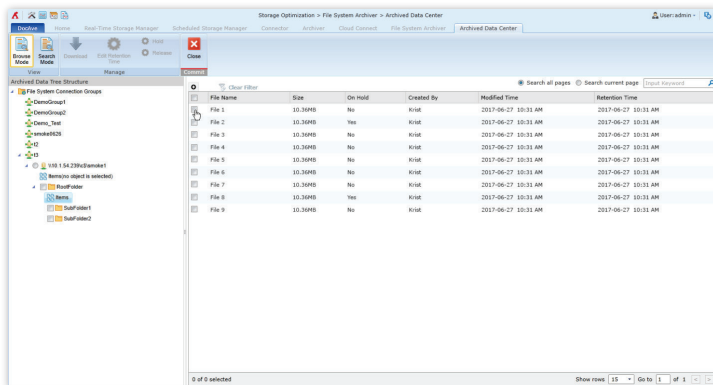 Storage Optimization > File System Archiver > Archived Data Center
User: admin
DocAve Home Real-Time Storage Manager Scheduled Storage Manager Connector Archiver Cloud Connect File System Archiver Archived Data Center
Browse Mode Search Mode Download Edit Retention Time Hold Release Close
View Manage Commit
Archived Data Tree Structure
File System Connection Groups
DemoGroup1
DemoGroup2
Demo_Test
smoke0626
t2
t3
\\10.1.54.239\c$\smoke1
Items(no object is selected)
RootFolder
Items
SubFolder1
SubFolder2
Clear Filter Search all pages Search current page Input Keyword
File Name Size On Hold Created By Modified Time Retention Time
File 1 10.36MB No Krist 2017-06-27 10:31 AM 2017-06-27 10:31 AM
File 2 10.36MB Yes Krist 2017-06-27 10:31 AM 2017-06-27 10:31 AM
File 3 10.36MB No Krist 2017-06-27 10:31 AM 2017-06-27 10:31 AM
File 4 10.36MB No Krist 2017-06-27 10:31 AM 2017-06-27 10:31 AM
File 5 10.36MB No Krist 2017-06-27 10:31 AM 2017-06-27 10:31 AM
File 6 10.36MB No Krist 2017-06-27 10:31 AM 2017-06-27 10:31 AM
File 7 10.36MB No Krist 2017-06-27 10:31 AM 2017-06-27 10:31 AM
File 8 10.36MB Yes Krist 2017-06-27 10:31 AM 2017-06-27 10:31 AM
File 9 10.36MB No Krist 2017-06-27 10:31 AM 2017-06-27 10:31 AM
0 of 0 selected Show rows 15 Go to 1 of 1 < >